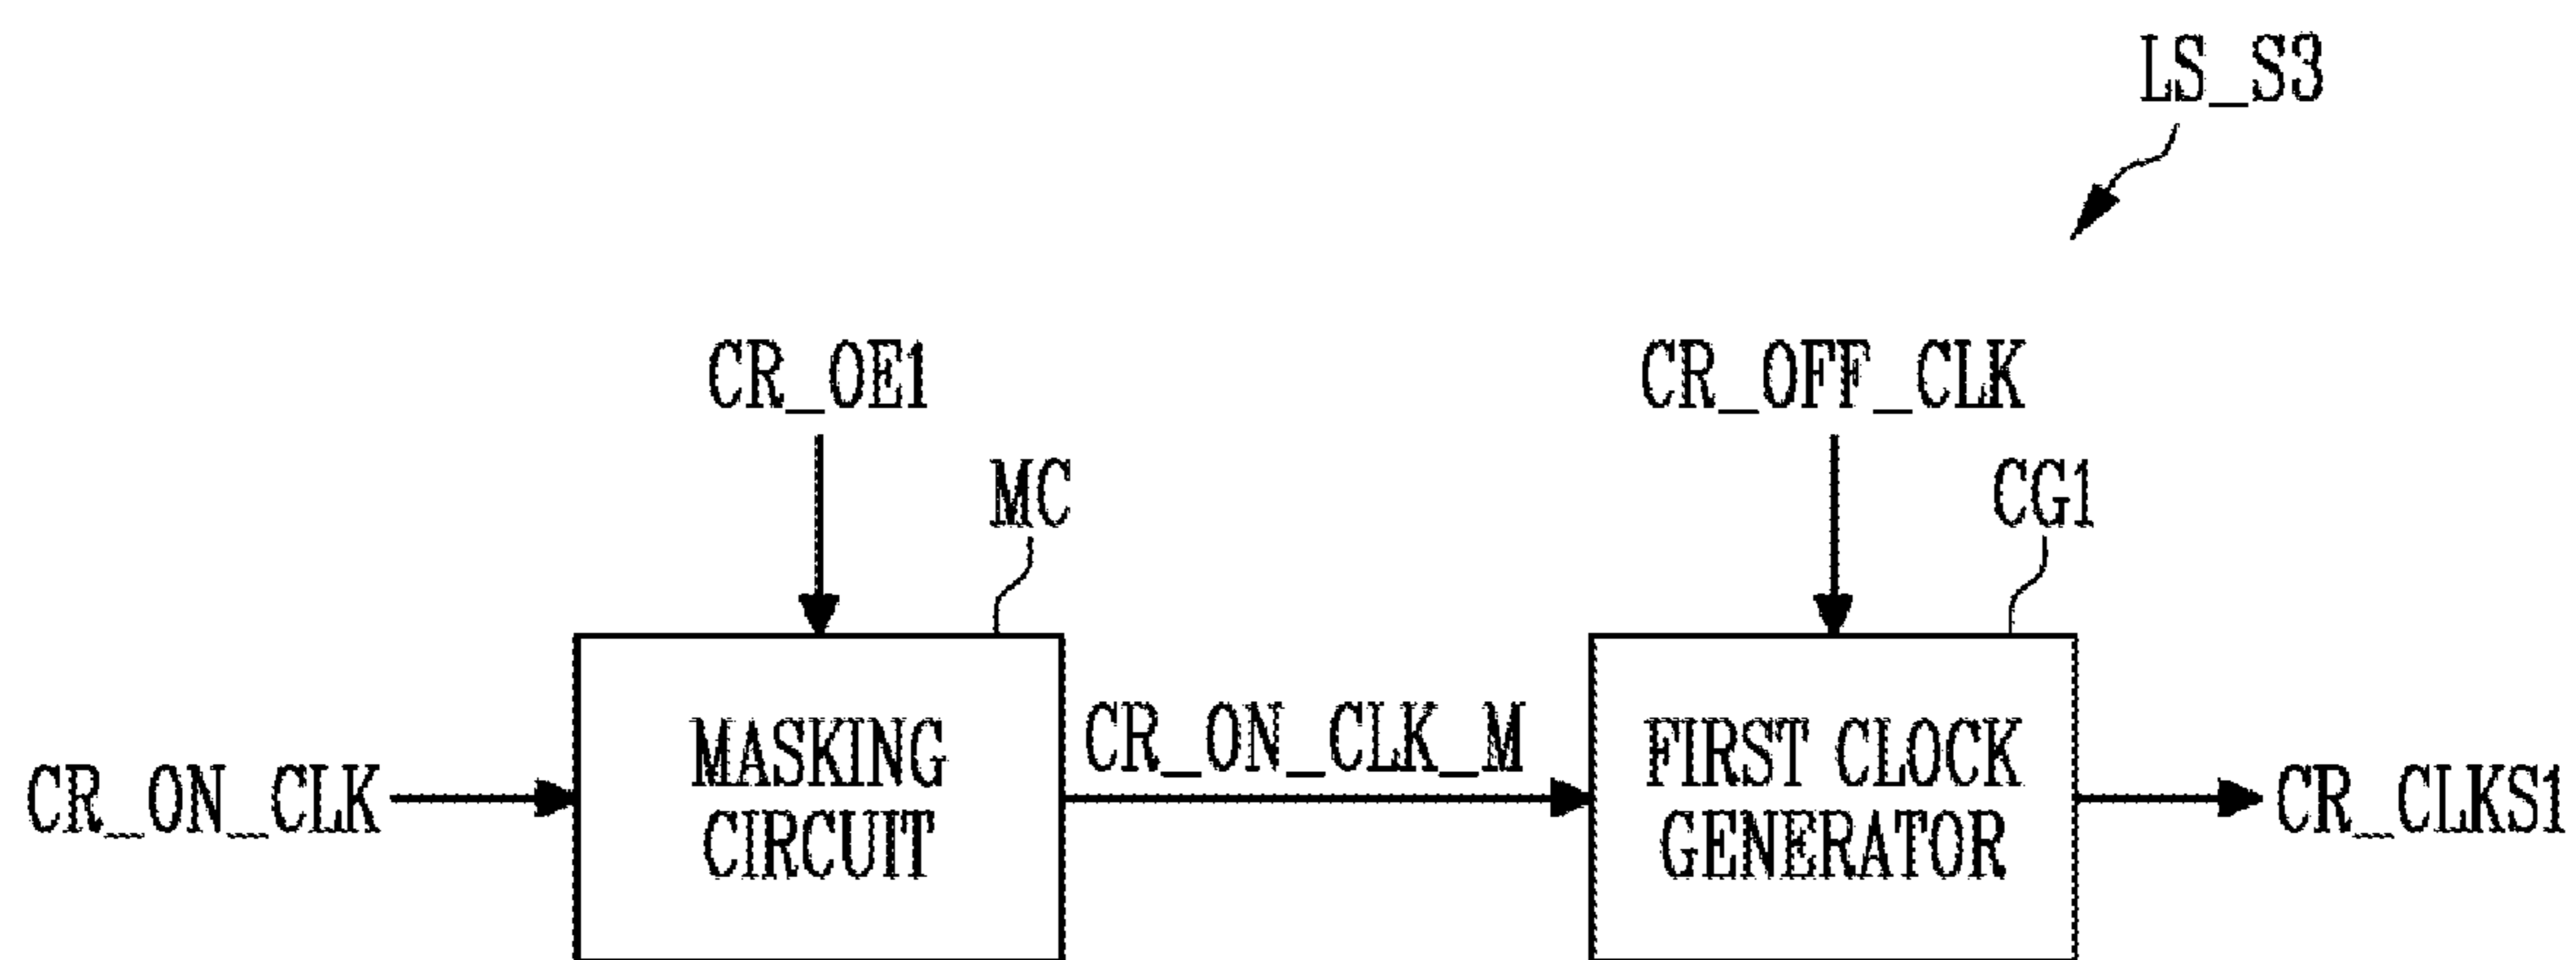 LS_S3
CR_OE1
CR_OFF_CLK
MC
CG1
CR_ON_CLK
MASKING
CIRCUIT
CR_ON_CLK_M
FIRST CLOCK
GENERATOR
CR_CLKS1